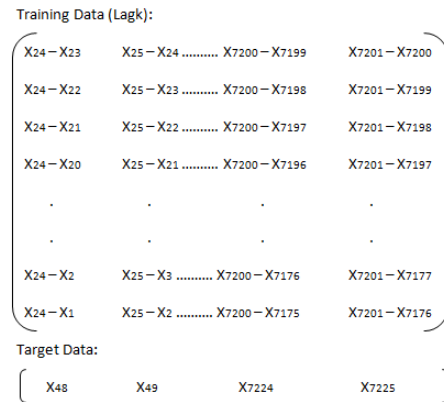 Training Data (Lagk):
X24 – X23 X25 – X24 .......... X7200 – X7199 X7201 – X7200
X24 – X22 X25 – X23 .......... X7200 – X7198 X7201 – X7199
X24 – X21 X25 – X22 .......... X7200 – X7197 X7201 – X7198
X24 – X20 X25 – X21 .......... X7200 – X7196 X7201 – X7197
. . . .
. . . .
X24 – X2 X25 – X3 .......... X7200 – X7176 X7201 – X7177
X24 – X1 X25 – X2 .......... X7200 – X7175 X7201 – X7176
Target Data:
X48 X49 X7224 X7225